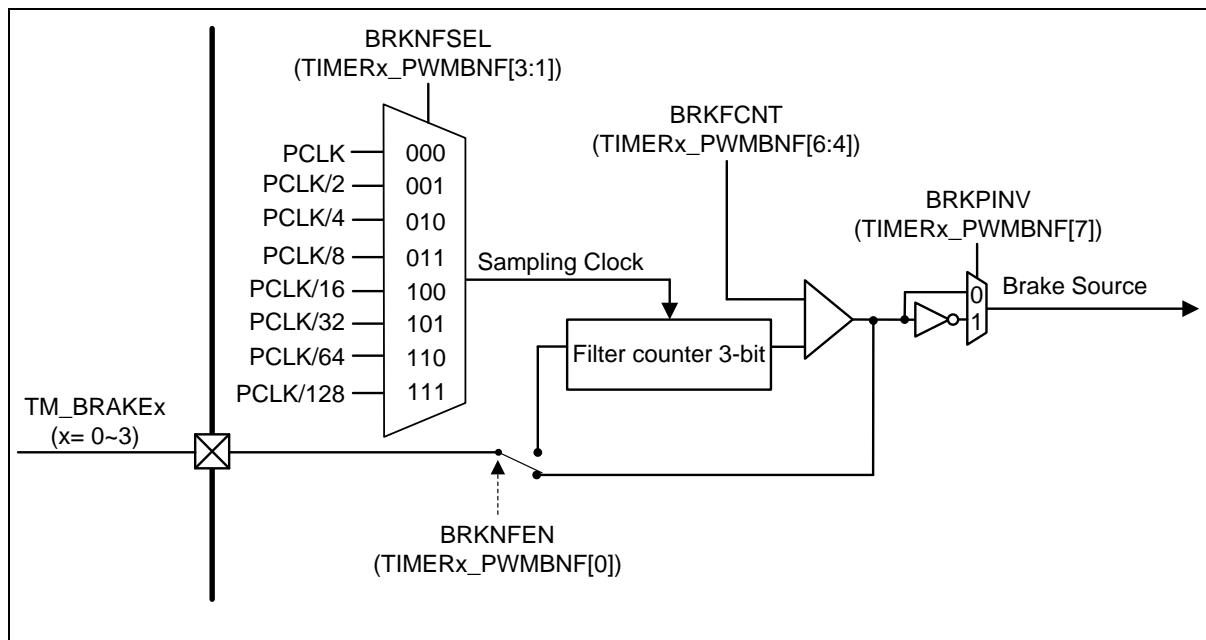 BRKNFSEL
(TIMERx_PWMBNF[3:1])
BRKFCNT
(TIMERx_PWMBNF[6:4])
BRKPINV
(TIMERx_PWMBNF[7])
PCLK
000
PCLK/2
001
PCLK/4
010
PCLK/8
011
PCLK/16
100
PCLK/32
101
PCLK/64
110
PCLK/128
111
Sampling Clock
Filter counter 3-bit
0
1
Brake Source
TM_BRAKEx
(x= 0~3)
BRKNFEN
(TIMERx_PWMBNF[0])